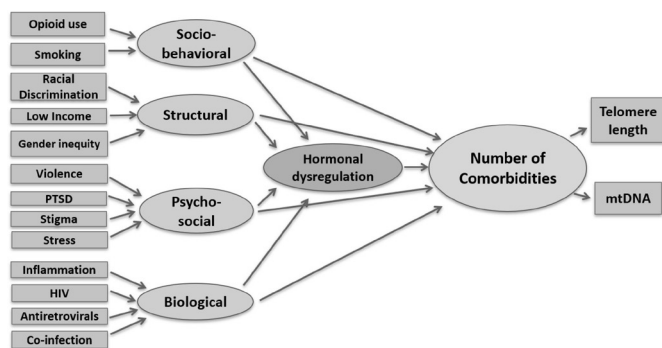 Opioid use
Smoking
Racial
Discrimination
Low Income
Gender inequity
Violence
PTSD
Stigma
Stress
Inflammation
HIV
Antiretrovirals
Co-infection
Socio-
behavioral
Structural
Psycho-
social
Biological
Hormonal
dysregulation
Number of
Comorbidities
Telomere
length
mtDNA